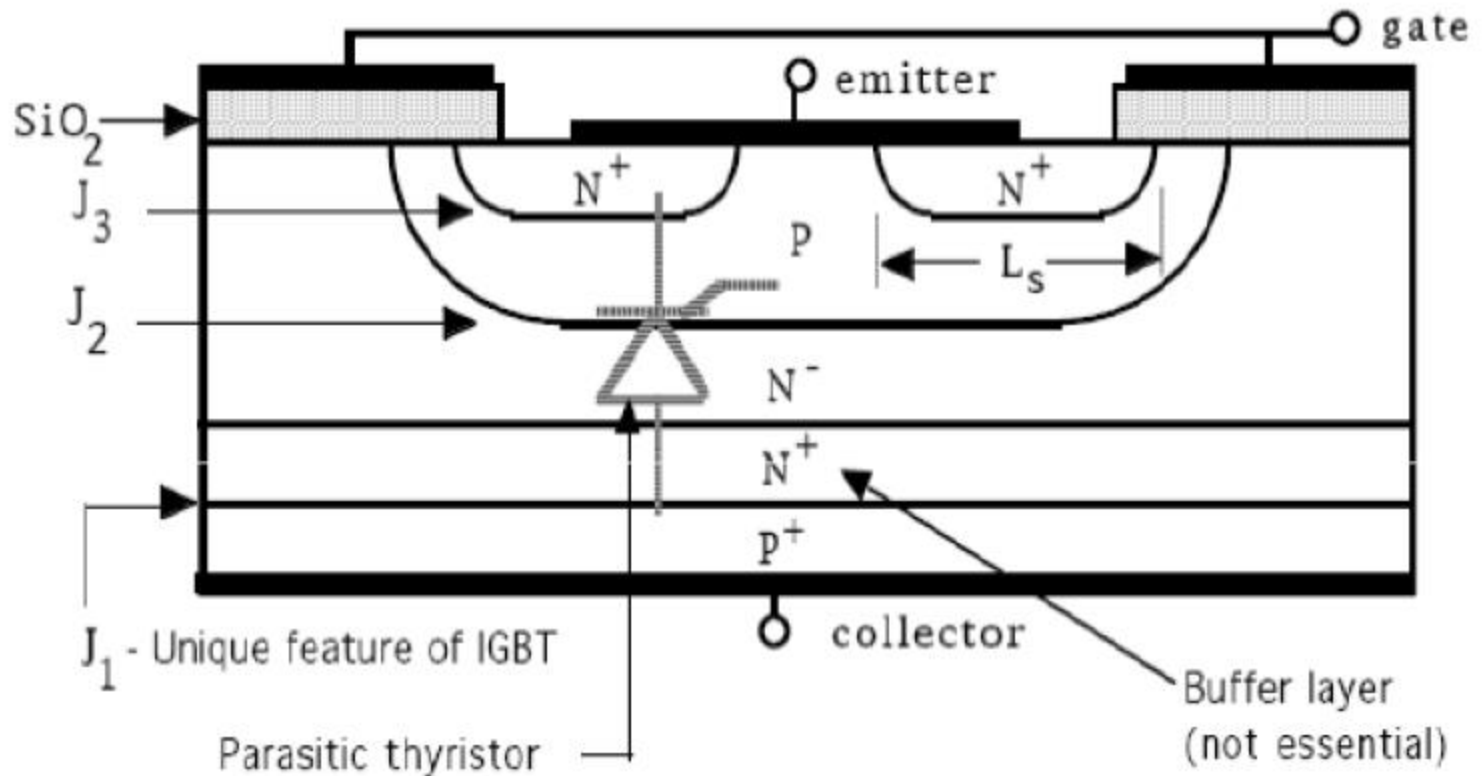 gate
emitter
SiO2
N+
N+
J3
P
Ls
J2
N-
N+
P+
collector
J1 - Unique feature of IGBT
Buffer layer
(not essential)
Parasitic thyristor